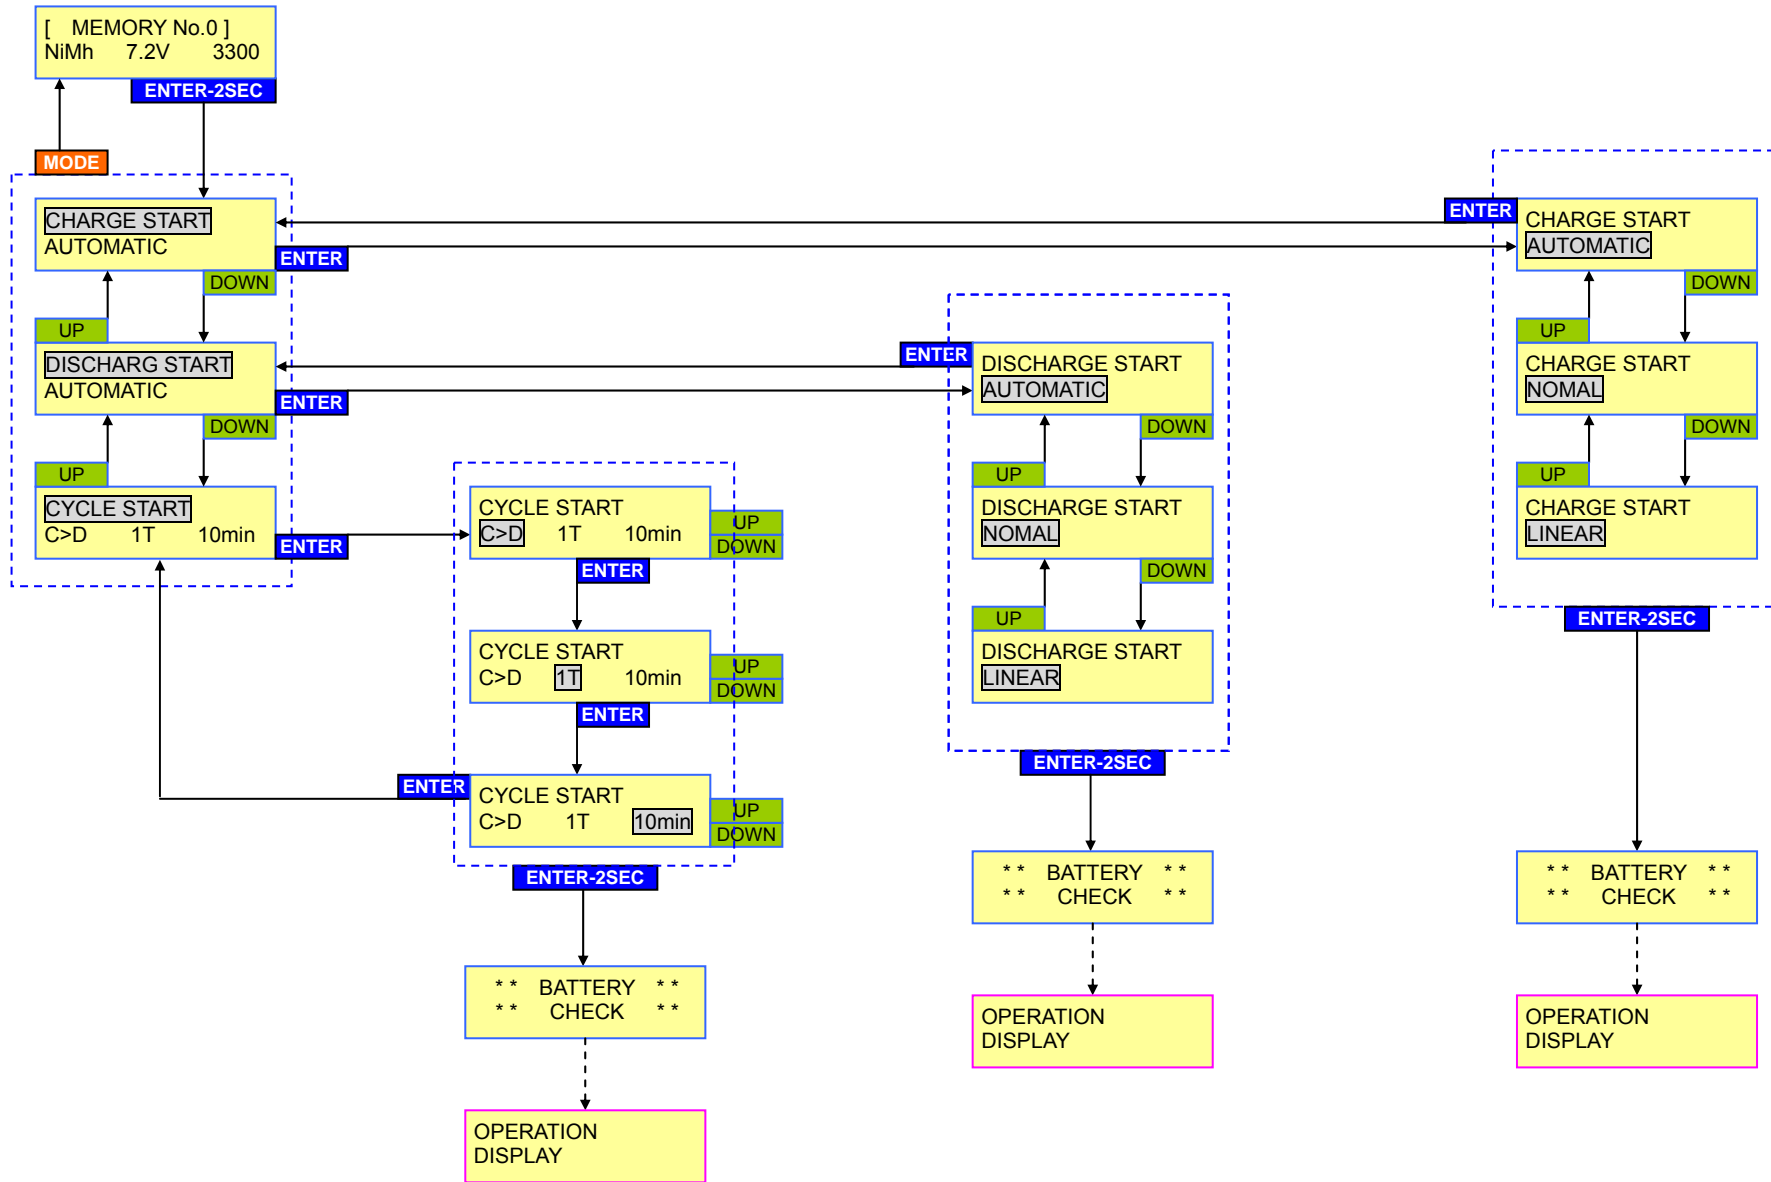 [ MEMORY No.0 ]
NiMh 7.2V 3300
ENTER-2SEC
MODE
CHARGE START
AUTOMATIC
ENTER
DOWN
UP
DISCHARG START
AUTOMATIC
ENTER
DOWN
UP
CYCLE START
C>D 1T 10min
ENTER
CYCLE START
C>D 1T 10min
UP
DOWN
ENTER
CYCLE START
C>D 1T 10min
UP
DOWN
ENTER
ENTER
CYCLE START
C>D 1T 10min
UP
DOWN
ENTER-2SEC
* * BATTERY * *
* * CHECK * *
OPERATION
DISPLAY
ENTER
DISCHARGE START
AUTOMATIC
DOWN
UP
DISCHARGE START
NOMAL
DOWN
UP
DISCHARGE START
LINEAR
ENTER-2SEC
* * BATTERY * *
* * CHECK * *
OPERATION
DISPLAY
ENTER
CHARGE START
AUTOMATIC
DOWN
UP
CHARGE START
NOMAL
DOWN
UP
CHARGE START
LINEAR
ENTER-2SEC
* * BATTERY * *
* * CHECK * *
OPERATION
DISPLAY